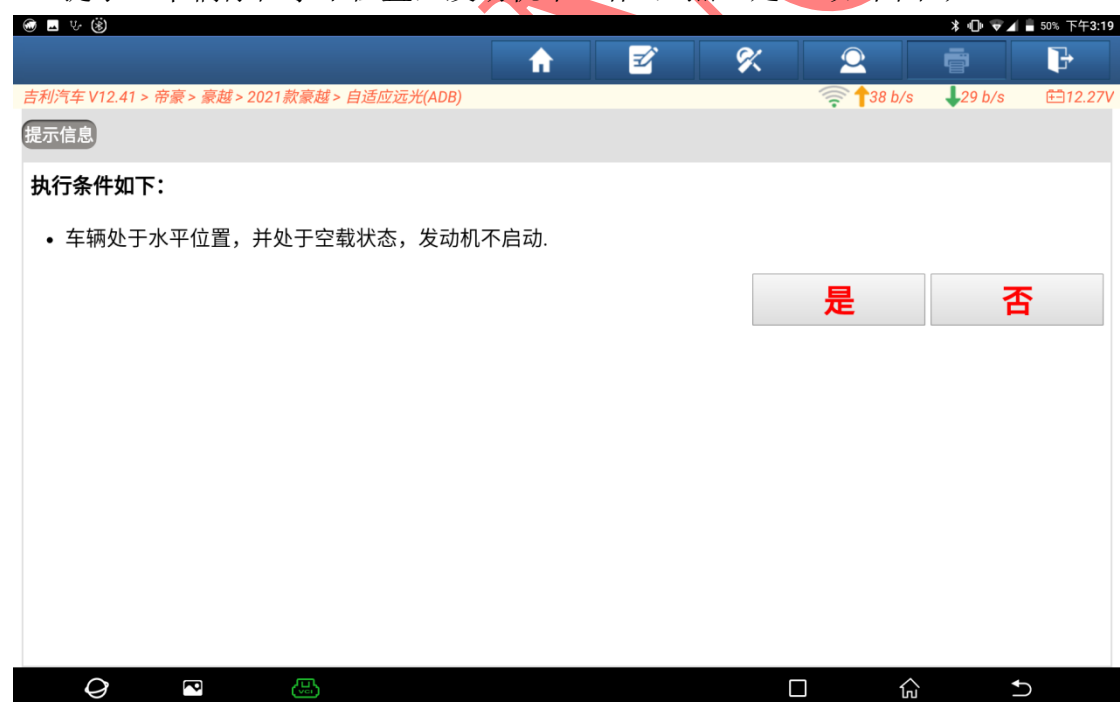 50% 下午3:19
吉利汽车 V12.41 > 帝豪 > 豪越 > 2021款豪越 > 自适应远光(ADB)
38 b/s 29 b/s 12.27V
提示信息
执行条件如下：
• 车辆处于水平位置，并处于空载状态，发动机不启动.
是 否
VCI